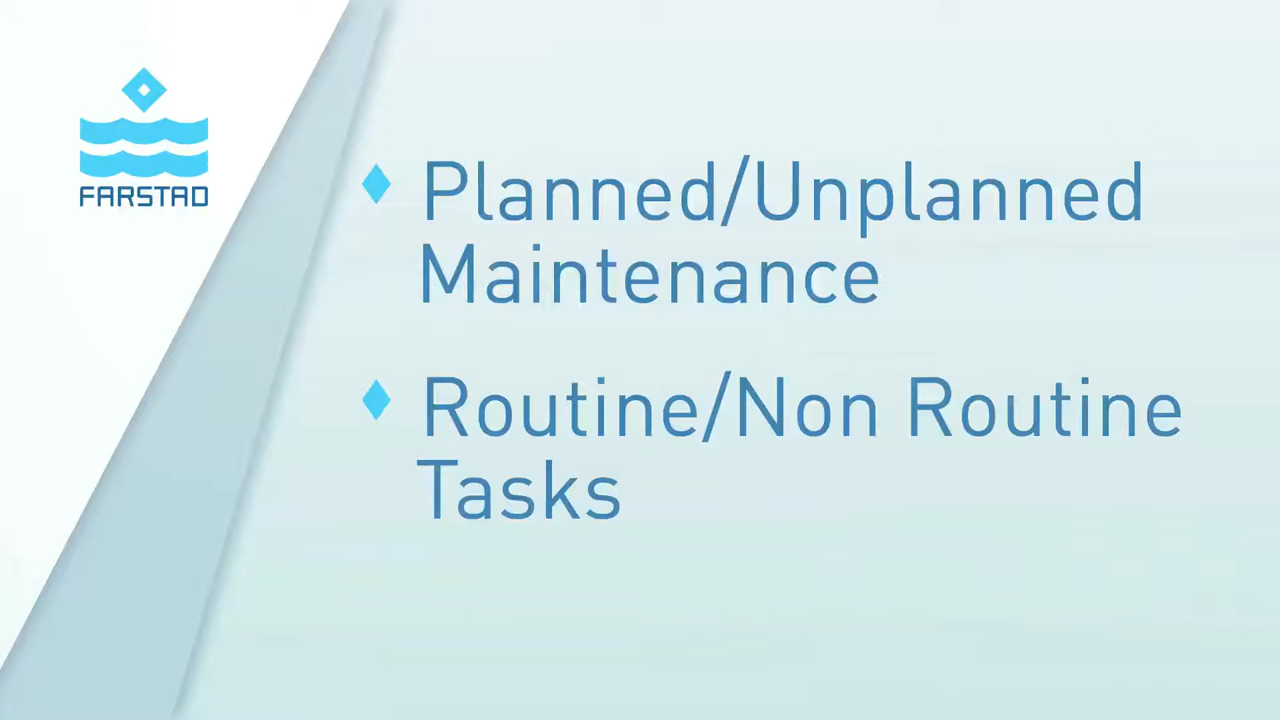 FARSTAD
Planned/Unplanned
Maintenance
Routine/Non Routine
Tasks